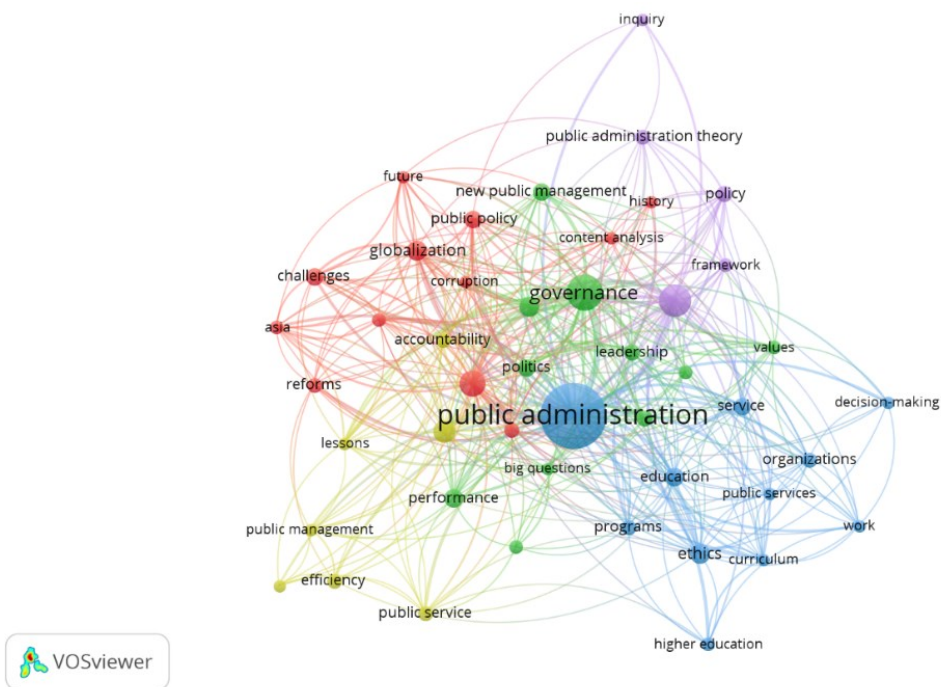 inquiry
public administration theory
future
new public management
policy
history
public policy
content analysis
globalization
framework
challenges
corruption
governance
asia
accountability
leadership
values
politics
reforms
decision-making
service
public administration
lessons
organizations
big questions
education
public services
performance
programs
work
public management
ethics
curriculum
efficiency
public service
higher education
VOSviewer